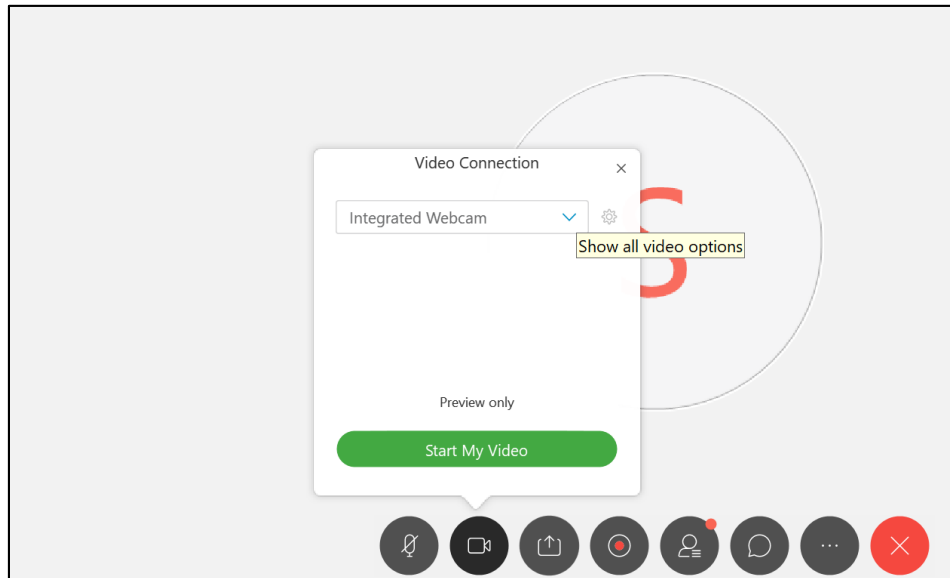 Video Connection
Integrated Webcam
Show all video options
S
Preview only
Start My Video